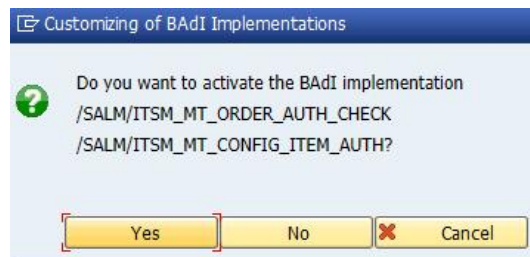 Customizing of BAdI Implementations
Do you want to activate the BAdI implementation
/SALM/ITSM_MT_ORDER_AUTH_CHECK
/SALM/ITSM_MT_CONFIG_ITEM_AUTH?
Yes No Cancel